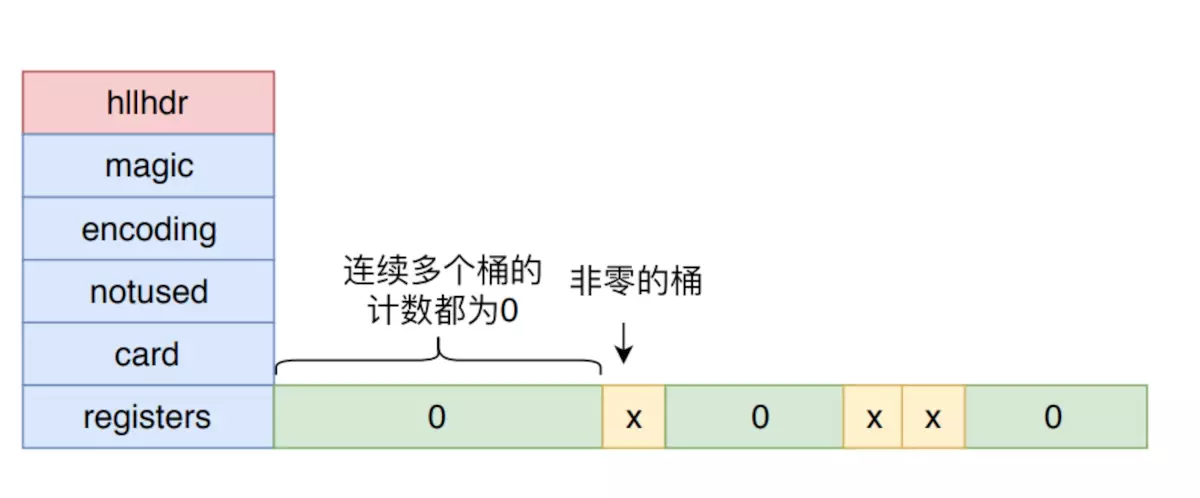 hllhdr
magic
encoding
notused
card
registers
连续多个桶的
计数都为0
非零的桶
0
x
0
x
x
0